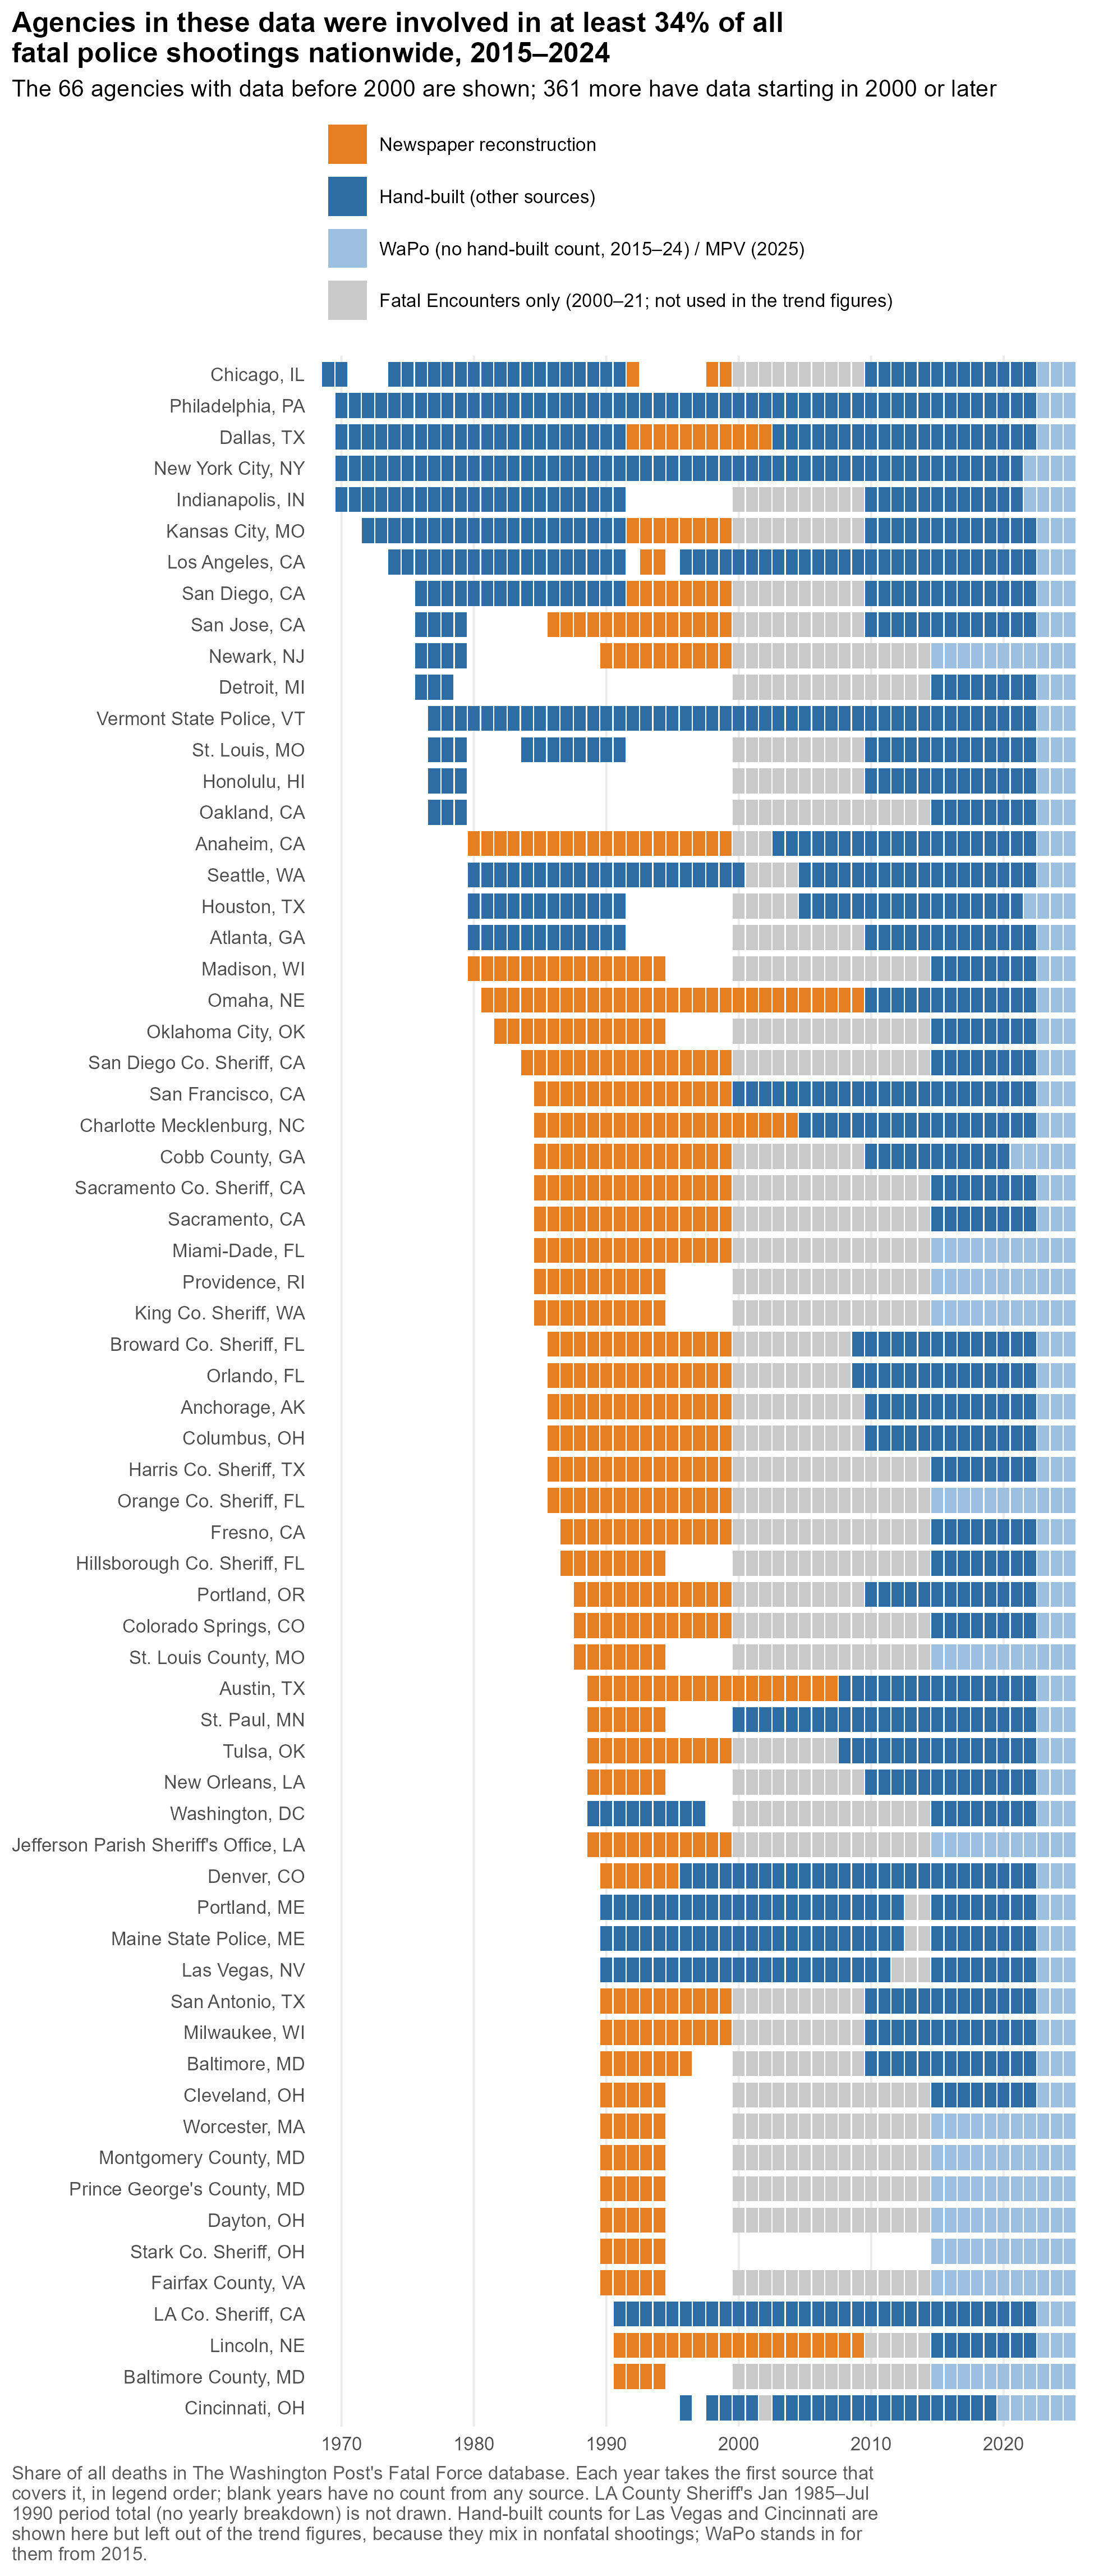 Agencies in these data were involved in at least 34% of all
fatal police shootings nationwide, 2015–2024
The 66 agencies with data before 2000 are shown; 361 more have data starting in 2000 or later
Newspaper reconstruction
Hand-built (other sources)
WaPo (no hand-built count, 2015–24) / MPV (2025)
Fatal Encounters only (2000–21; not used in the trend figures)
Chicago, IL
Philadelphia, PA
Dallas, TX
New York City, NY
Indianapolis, IN
Kansas City, MO
Los Angeles, CA
San Diego, CA
San Jose, CA
Newark, NJ
Detroit, MI
Vermont State Police, VT
St. Louis, MO
Honolulu, HI
Oakland, CA
Anaheim, CA
Seattle, WA
Houston, TX
Atlanta, GA
Madison, WI
Omaha, NE
Oklahoma City, OK
San Diego Co. Sheriff, CA
San Francisco, CA
Charlotte Mecklenburg, NC
Cobb County, GA
Sacramento Co. Sheriff, CA
Sacramento, CA
Miami-Dade, FL
Providence, RI
King Co. Sheriff, WA
Broward Co. Sheriff, FL
Orlando, FL
Anchorage, AK
Columbus, OH
Harris Co. Sheriff, TX
Orange Co. Sheriff, FL
Fresno, CA
Hillsborough Co. Sheriff, FL
Portland, OR
Colorado Springs, CO
St. Louis County, MO
Austin, TX
St. Paul, MN
Tulsa, OK
New Orleans, LA
Washington, DC
Jefferson Parish Sheriff's Office, LA
Denver, CO
Portland, ME
Maine State Police, ME
Las Vegas, NV
San Antonio, TX
Milwaukee, WI
Baltimore, MD
Cleveland, OH
Worcester, MA
Montgomery County, MD
Prince George's County, MD
Dayton, OH
Stark Co. Sheriff, OH
Fairfax County, VA
LA Co. Sheriff, CA
Lincoln, NE
Baltimore County, MD
Cincinnati, OH
1970 1980 1990 2000 2010 2020
Share of all deaths in The Washington Post's Fatal Force database. Each year takes the first source that
covers it, in legend order; blank years have no count from any source. LA County Sheriff's Jan 1985–Jul
1990 period total (no yearly breakdown) is not drawn. Hand-built counts for Las Vegas and Cincinnati are
shown here but left out of the trend figures, because they mix in nonfatal shootings; WaPo stands in for
them from 2015.